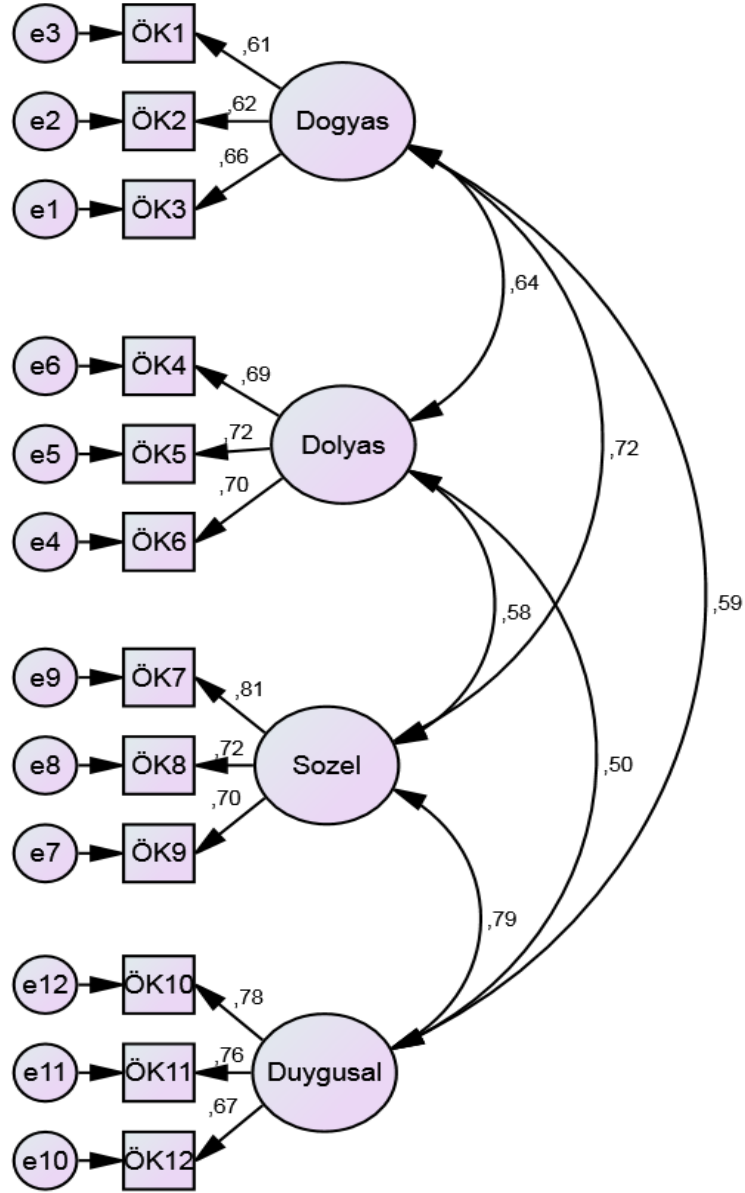 e3
ÖK1
,61
e2
ÖK2
,62
Dogyas
e1
ÖK3
,66
,64
e6
ÖK4
,69
e5
ÖK5
,72
Dolyas
,72
e4
ÖK6
,70
,58
,59
e9
ÖK7
,81
e8
ÖK8
,72
Sozel
,50
e7
ÖK9
,70
,79
e12
ÖK10
,78
e11
ÖK11
,76
Duygusal
e10
ÖK12
,67